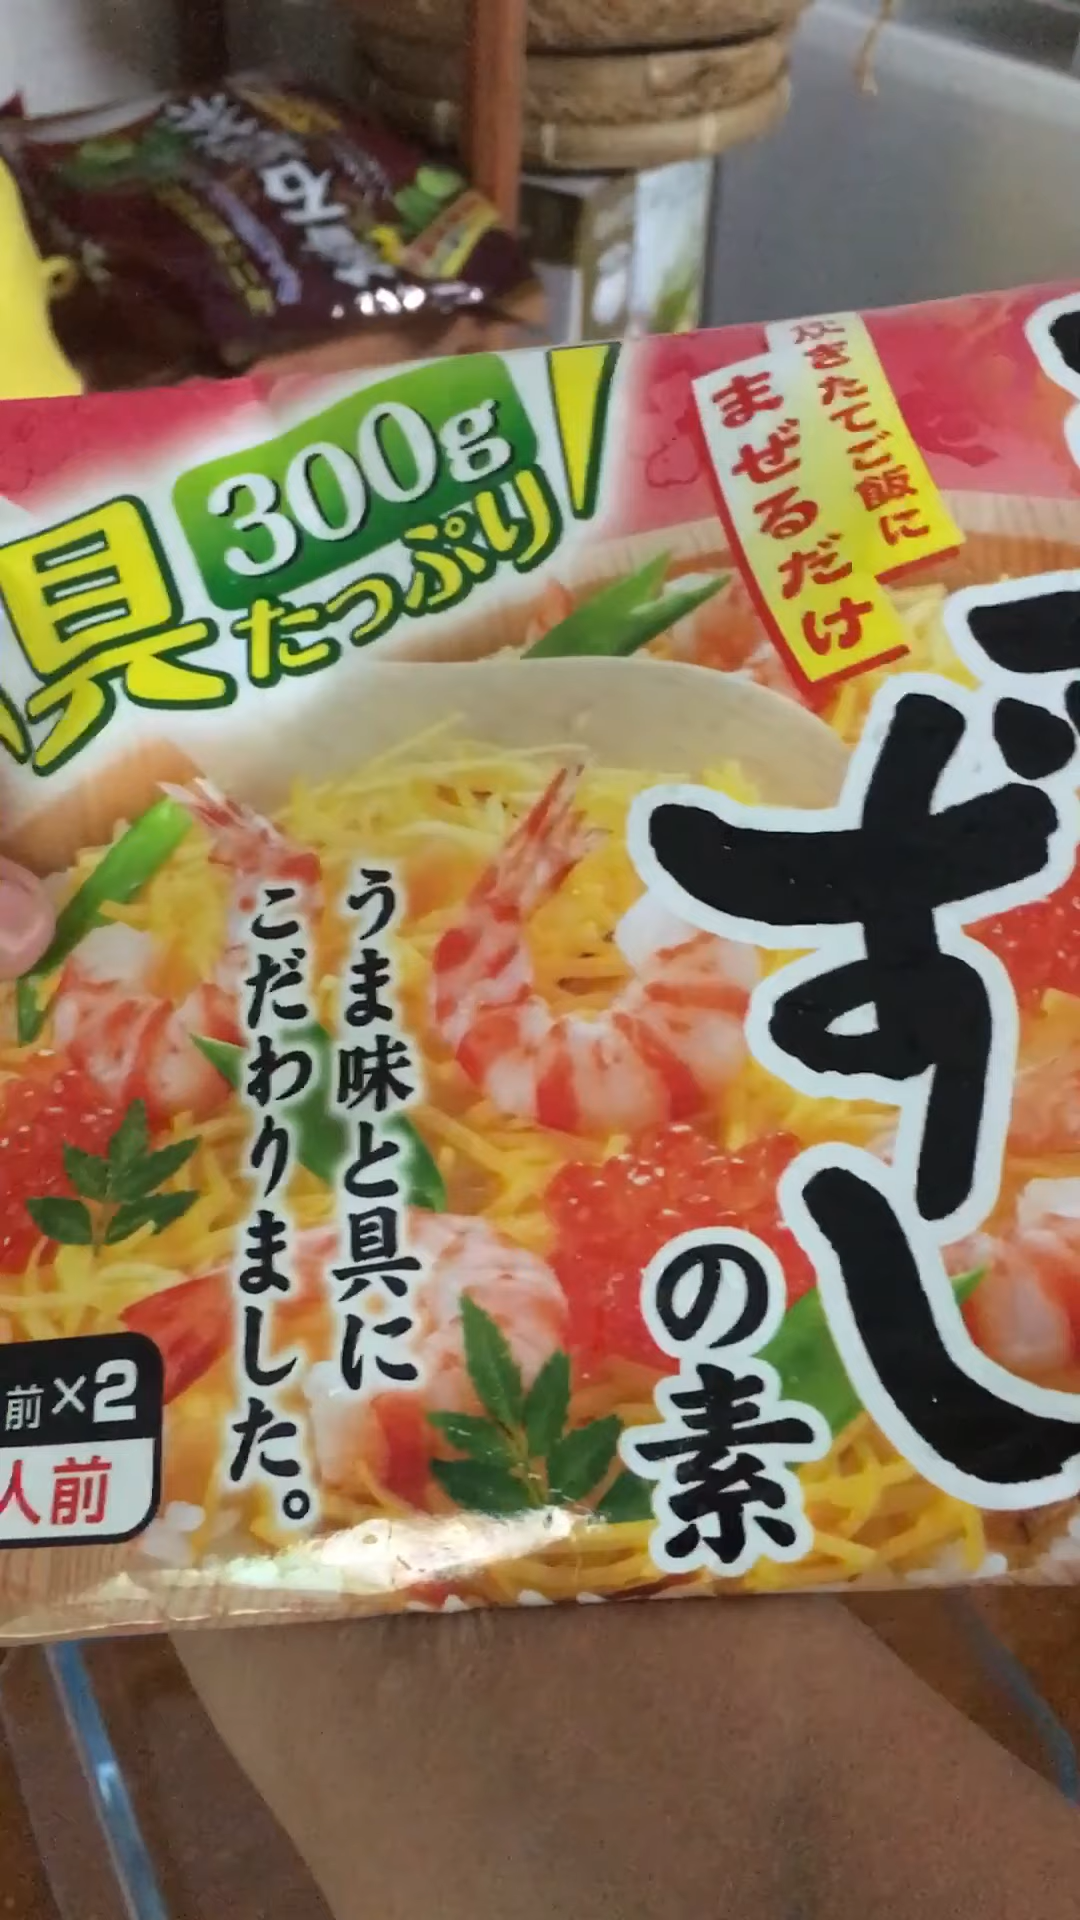 具
300g
たっぷり!
炊きたてご飯に
まぜるだけ
ずし
の素
うま味と具に
こだわりました。
前×2
人前